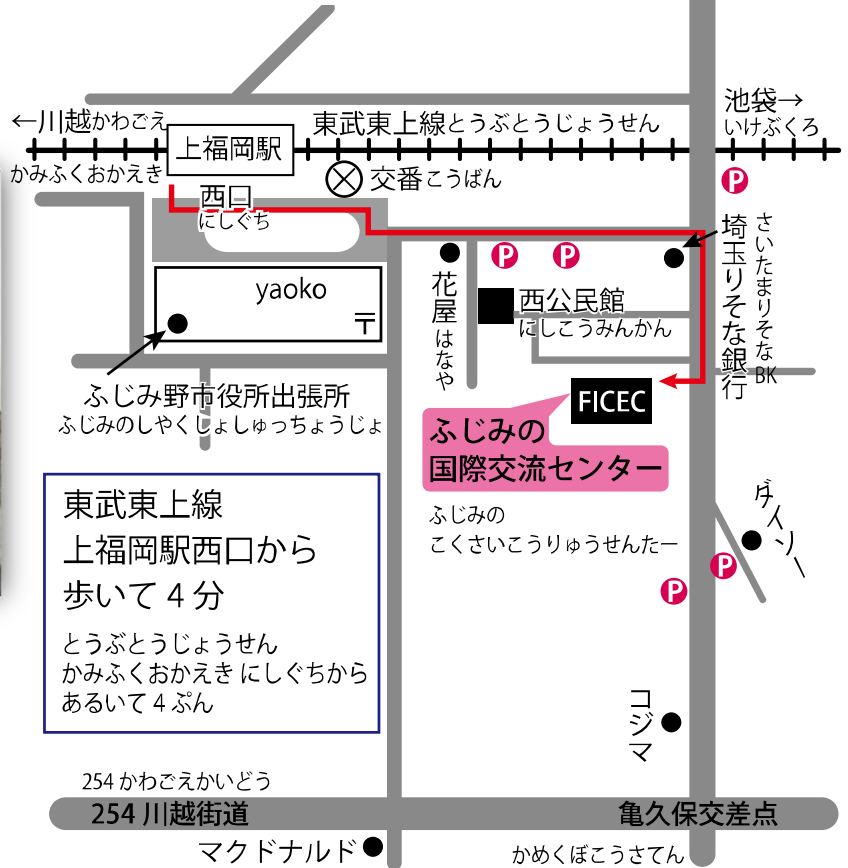 ←川越かわごえ
上福岡駅
かみふくおかえき
東武東上線とうぶとうじょうせん
池袋→
いけぶくろ
西口
にしぐち
交番こうばん
P
花屋はなや
P
P
埼玉りそな銀行
さいたまりそなBK
yaoko
〒
西公民館
にしこうみんかん
ふじみ野市役所出張所
ふじみのしやくしょしゅっちょうじょ
FICEC
ふじみの
国際交流センター
ふじみの
こくさいこうりゅうせんたー
東武東上線
上福岡駅西口から
歩いて4分
とうぶとうじょうせん
かみふくおかえき にしぐちから
あるいて4ぷん
ダイソー
P
P
コジマ
254 かわごえかいどう
254 川越街道
亀久保交差点
マクドナルド
かめくぼこうさてん